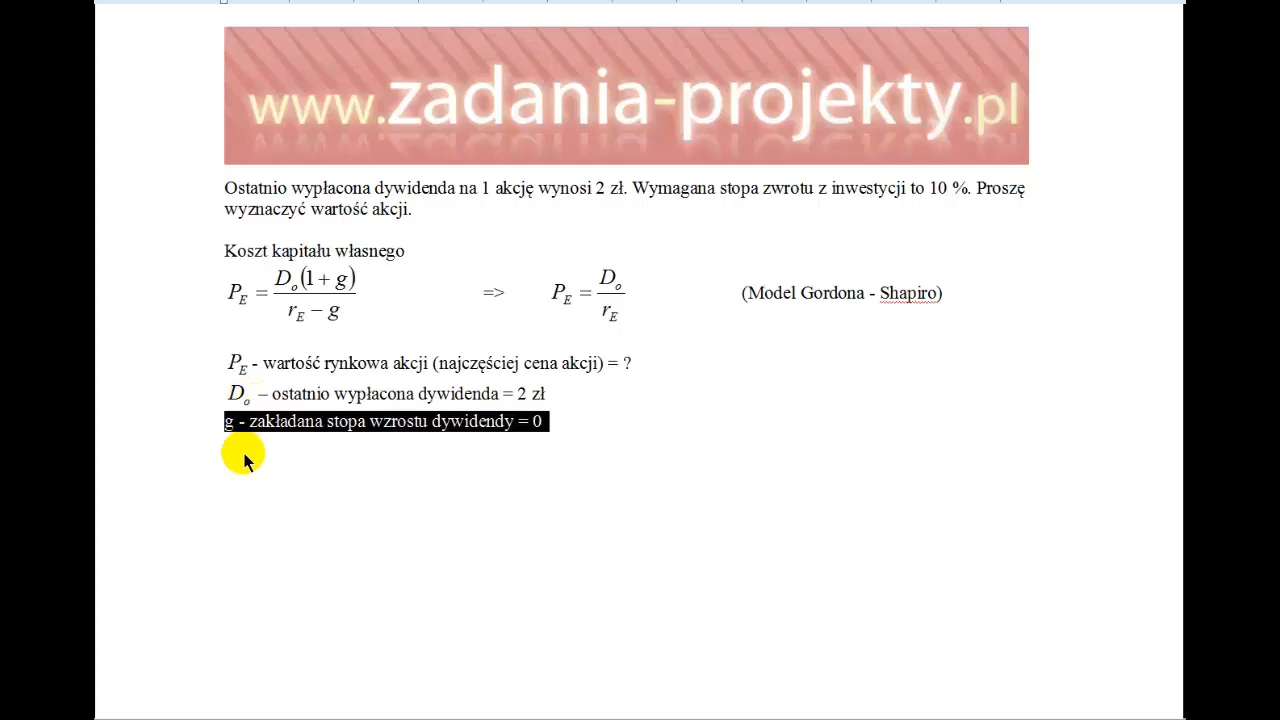 www.zadania-projekty.pl
Ostatnio wypłacona dywidenda na 1 akcję wynosi 2 zł. Wymagana stopa zwrotu z inwestycji to 10 %. Proszę
wyznaczyć wartość akcji.
Koszt kapitału własnego
P_E = D_o(1 + g) / (r_E − g) => P_E = D_o / r_E (Model Gordona - Shapiro)
P_E - wartość rynkowa akcji (najczęściej cena akcji) = ?
D_o – ostatnio wypłacona dywidenda = 2 zł
g - zakładana stopa wzrostu dywidendy = 0